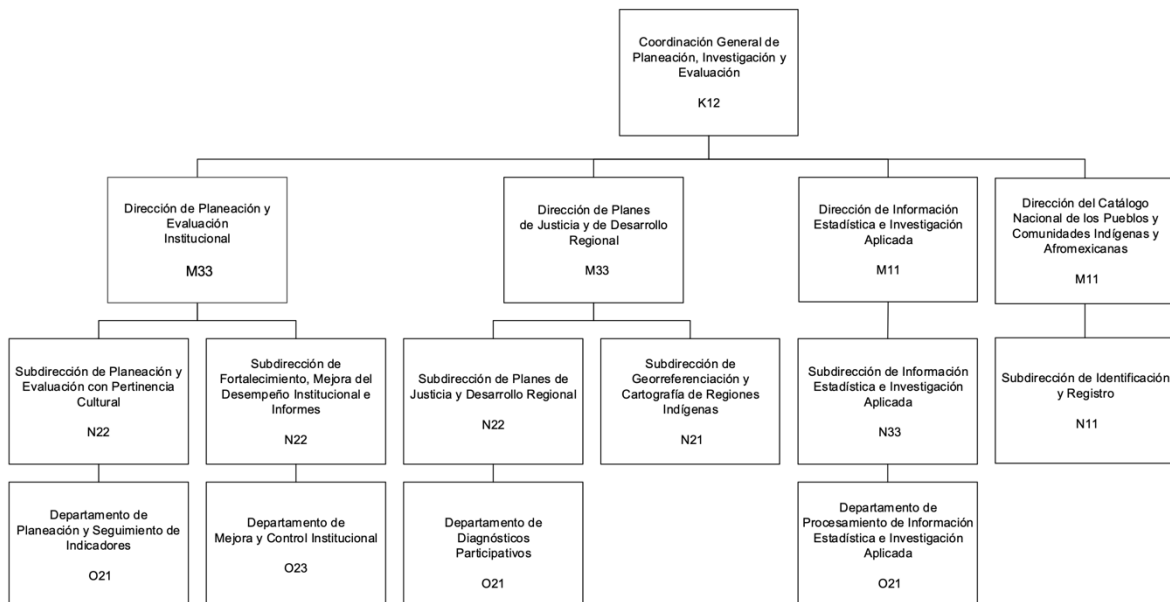 Coordinación General de
Planeación, Investigación y
Evaluación
K12
Dirección de Planeación y
Evaluación
Institucional
M33
Dirección de Planes
de Justicia y de Desarrollo
Regional
M33
Dirección de Información
Estadística e Investigación
Aplicada
M11
Dirección del Catálogo
Nacional de los Pueblos y
Comunidades Indígenas y
Afromexicanas
M11
Subdirección de Planeación y
Evaluación con Pertinencia
Cultural
N22
Subdirección de
Fortalecimiento, Mejora del
Desempeño Institucional e
Informes
N22
Subdirección de Planes de
Justicia y Desarrollo Regional
N22
Subdirección de
Georreferenciación y
Cartografía de Regiones
Indígenas
N21
Subdirección de Información
Estadística e Investigación
Aplicada
N33
Subdirección de Identificación
y Registro
N11
Departamento de
Planeación y Seguimiento de
Indicadores
O21
Departamento de
Mejora y Control Institucional
O23
Departamento de
Diagnósticos
Participativos
O21
Departamento de
Procesamiento de Información
Estadística e Investigación
Aplicada
O21